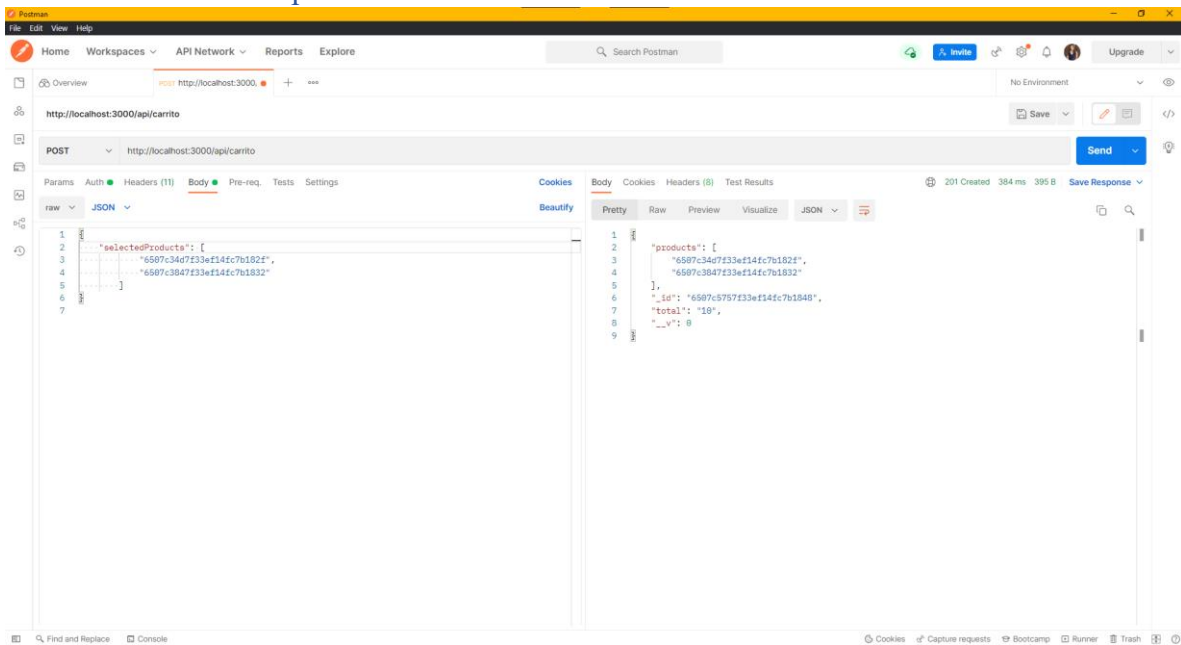 Postman
File Edit View Help
Home Workspaces API Network Reports Explore
Search Postman
Invite
Upgrade
Overview
POST http://localhost:3000.
No Environment
http://localhost:3000/api/carrito
Save
POST http://localhost:3000/api/carrito
Send
Params Auth Headers (11) Body Pre-req. Tests Settings
Cookies
raw JSON
Beautify
1 {
2 "selectedProducts": [
3 "6507c34d7f33ef14fc7b182f",
4 "6507c3847f33ef14fc7b1832"
5 ]
6 }
7
Body Cookies Headers (8) Test Results
201 Created 384 ms 395 B Save Response
Pretty Raw Preview Visualize JSON
1 {
2 "products": [
3 "6507c34d7f33ef14fc7b182f",
4 "6507c3847f33ef14fc7b1832"
5 ],
6 "_id": "6507c5757f33ef14fc7b1848",
7 "total": "10",
8 "__v": 0
9 }
Find and Replace Console
Cookies Capture requests Bootcamp Runner Trash